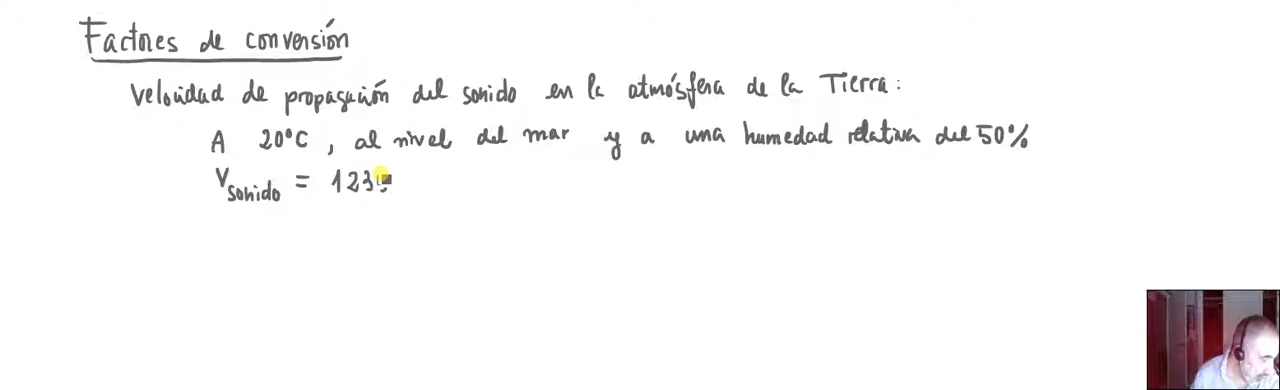 Factores de conversión
Velocidad de propagación del sonido en la atmósfera de la Tierra:
A 20°C, al nivel del mar y a una humedad relativa del 50%
Vsonido = 123